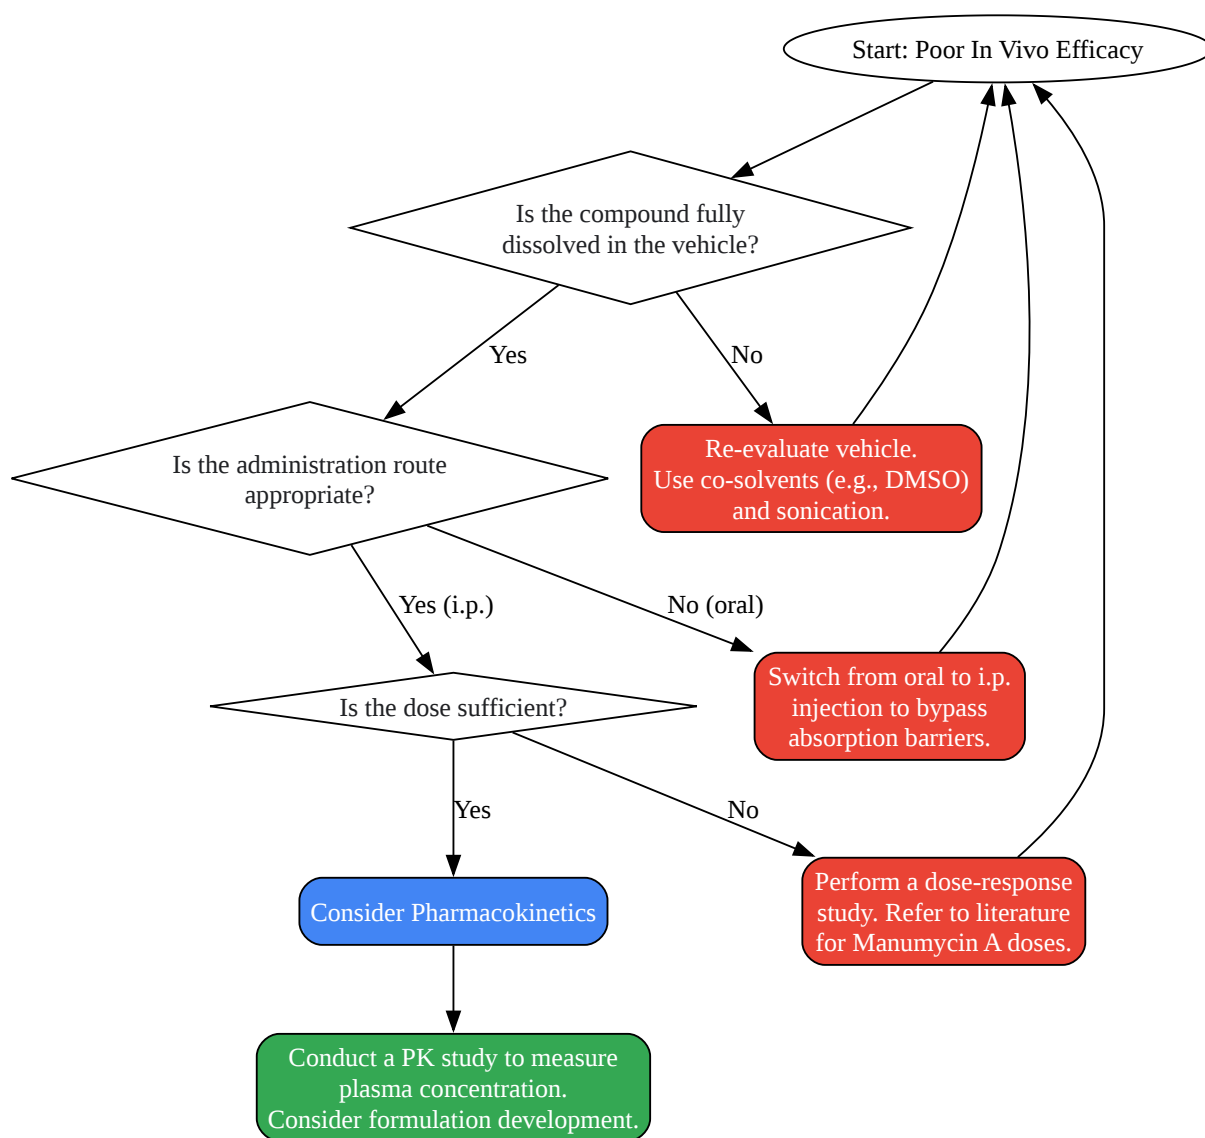 Start: Poor In Vivo Efficacy
Is the compound fully
dissolved in the vehicle?
Yes
No
Is the administration route
appropriate?
Re-evaluate vehicle.
Use co-solvents (e.g., DMSO)
and sonication.
Yes (i.p.)
No (oral)
Is the dose sufficient?
Switch from oral to i.p.
injection to bypass
absorption barriers.
Yes
No
Consider Pharmacokinetics
Perform a dose-response
study. Refer to literature
for Manumycin A doses.
Conduct a PK study to measure
plasma concentration.
Consider formulation development.